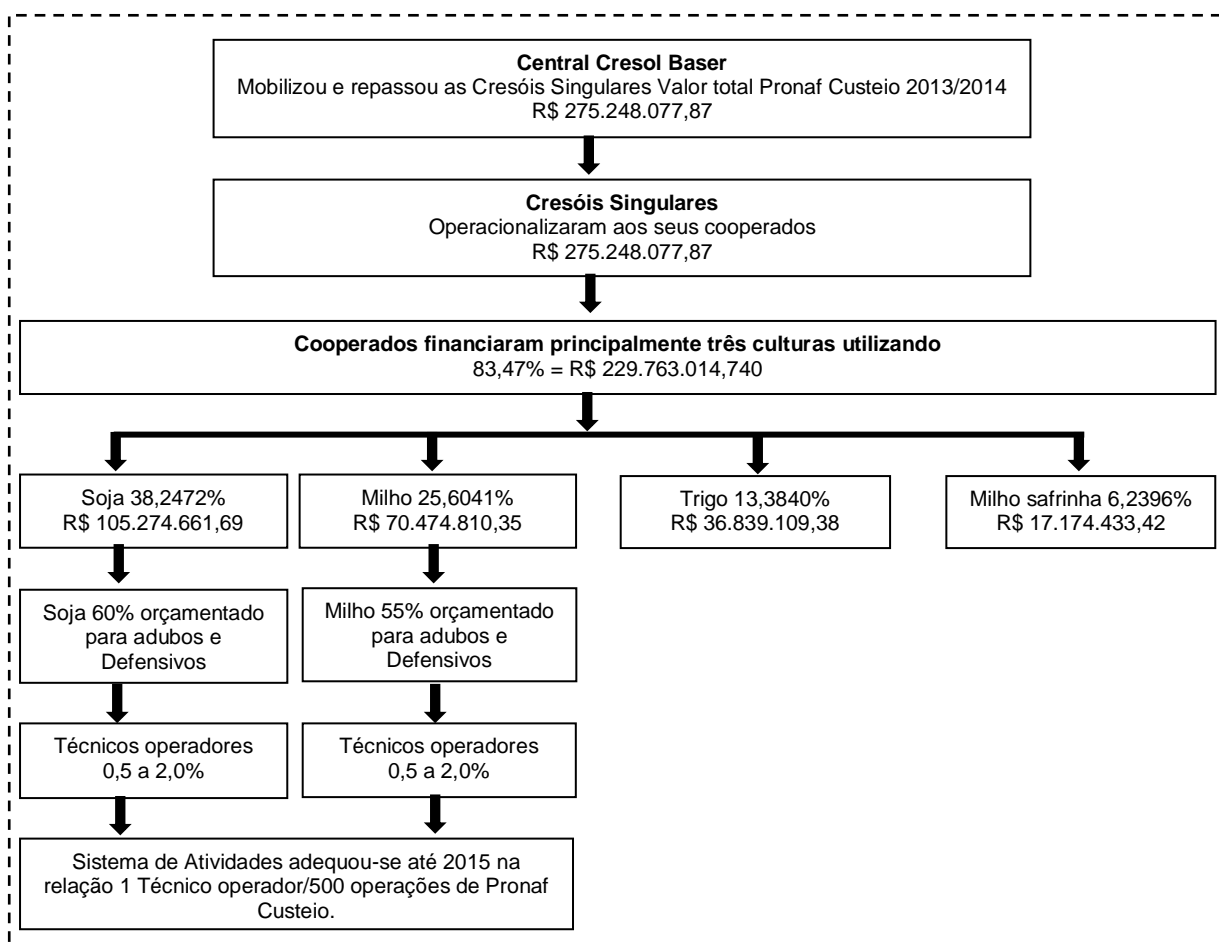 Central Cresol Baser
Mobilizou e repassou as Cresóis Singulares Valor total Pronaf Custeio 2013/2014
R$ 275.248.077,87
Cresóis Singulares
Operacionalizaram aos seus cooperados
R$ 275.248.077,87
Cooperados financiaram principalmente três culturas utilizando
83,47% = R$ 229.763.014,740
Soja 38,2472%
R$ 105.274.661,69
Milho 25,6041%
R$ 70.474.810,35
Trigo 13,3840%
R$ 36.839.109,38
Milho safrinha 6,2396%
R$ 17.174.433,42
Soja 60% orçamentado
para adubos e
Defensivos
Milho 55% orçamentado
para adubos e
Defensivos
Técnicos operadores
0,5 a 2,0%
Técnicos operadores
0,5 a 2,0%
Sistema de Atividades adequou-se até 2015 na
relação 1 Técnico operador/500 operações de Pronaf
Custeio.